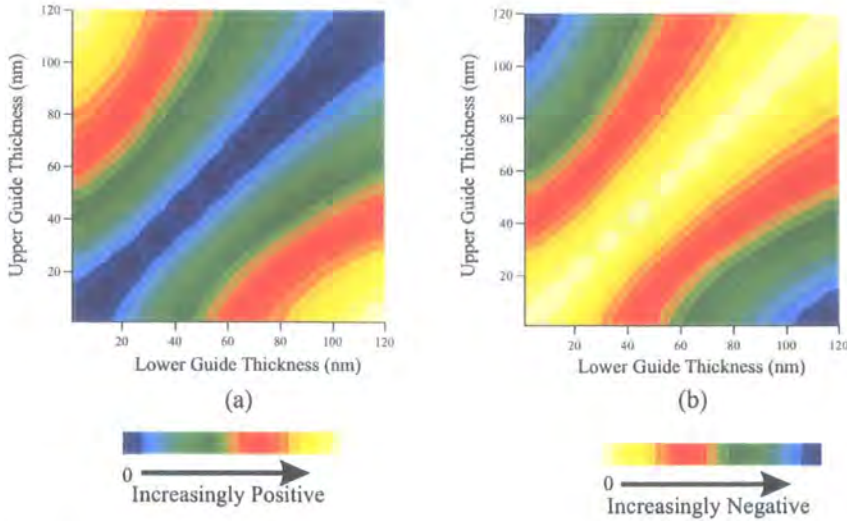 120
100
80
60
40
20
Upper Guide Thickness (nm)
20 40 60 80 100 120
Lower Guide Thickness (nm)
(a)
0
Increasingly Positive
120
100
80
60
40
20
Upper Guide Thickness (nm)
20 40 60 80 100 120
Lower Guide Thickness (nm)
(b)
0
Increasingly Negative